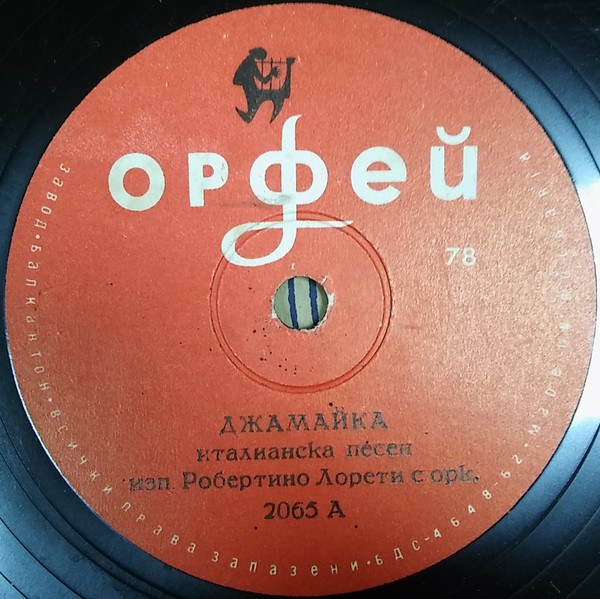 орфей
78
ДЖАМАЙКА
италианска песен
изп. Робертино Лорети с орк.
2065 А
завод • балкантон • всички права запазени • БДС-4648-62 •